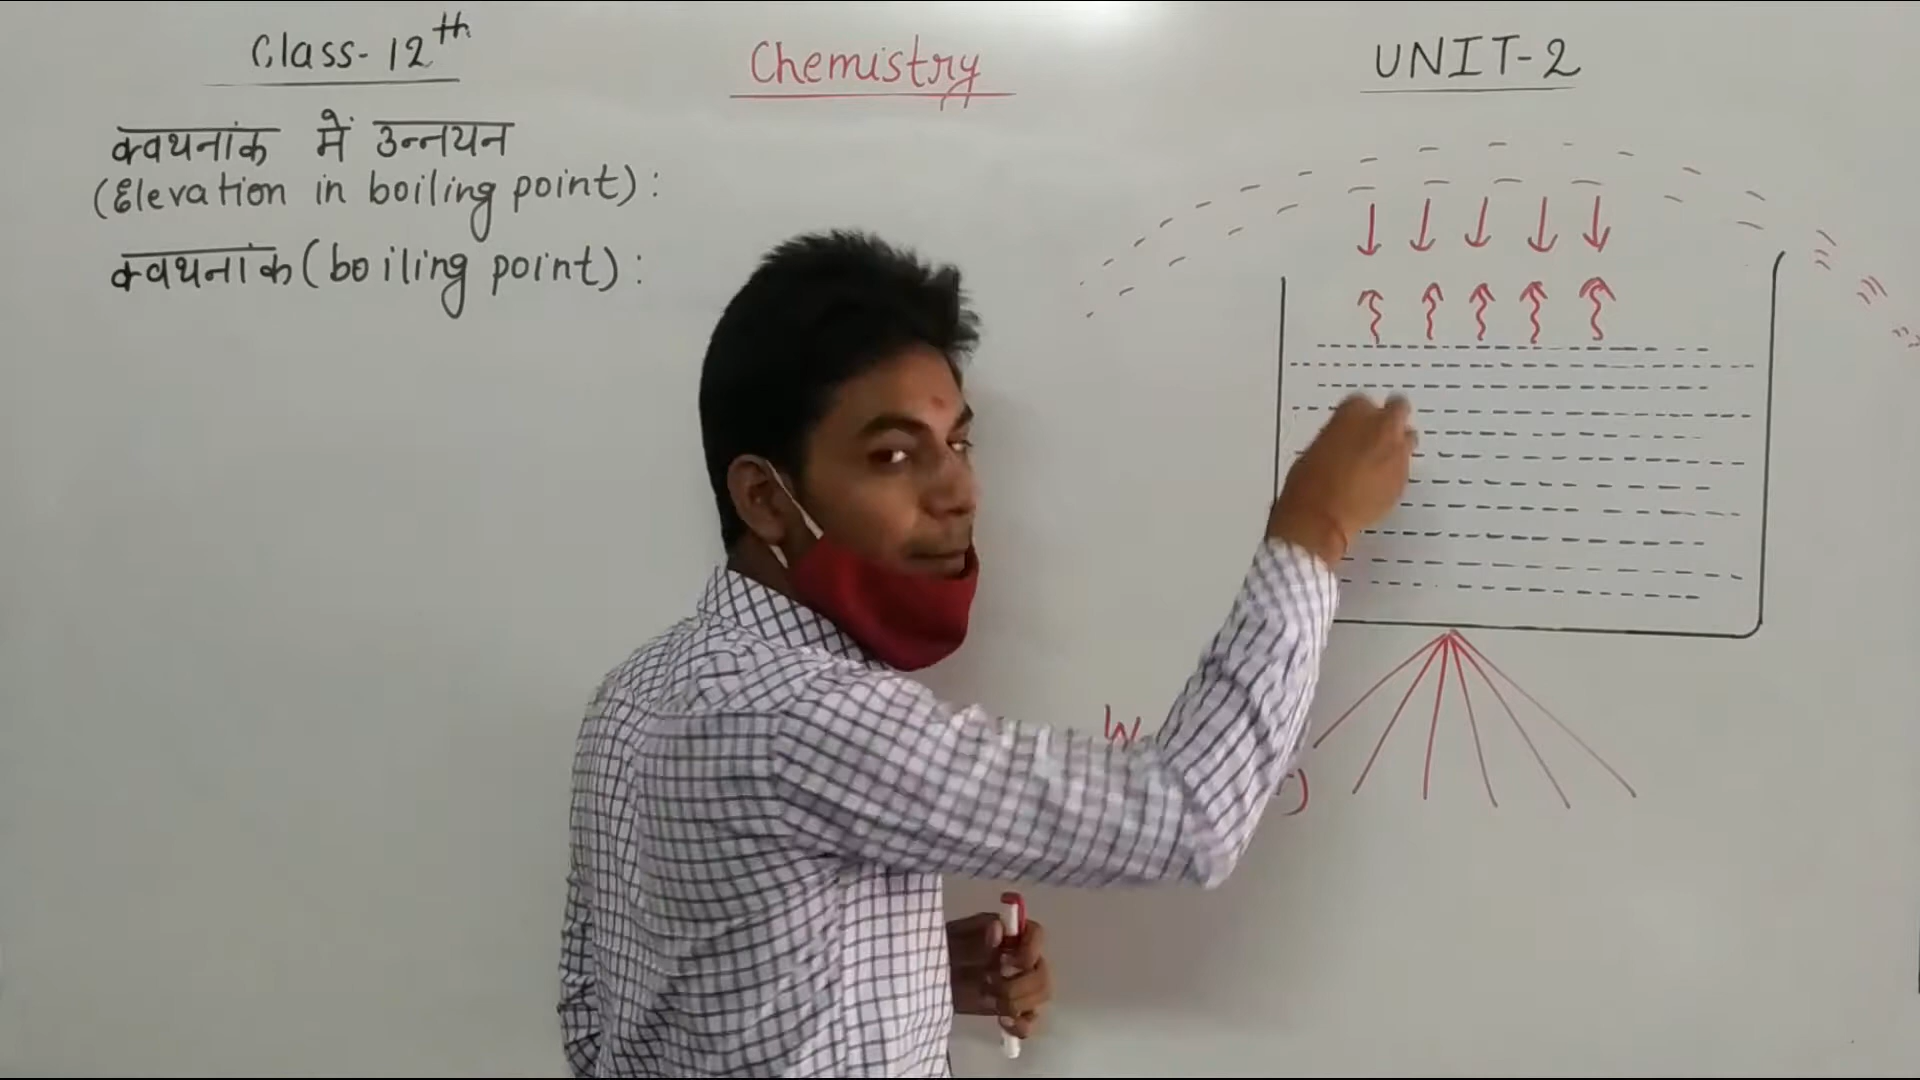 Class-12th
Chemistry
UNIT-2
क्वथनांक में उन्नयन
(Elevation in boiling point):
क्वथनांक (boiling point):